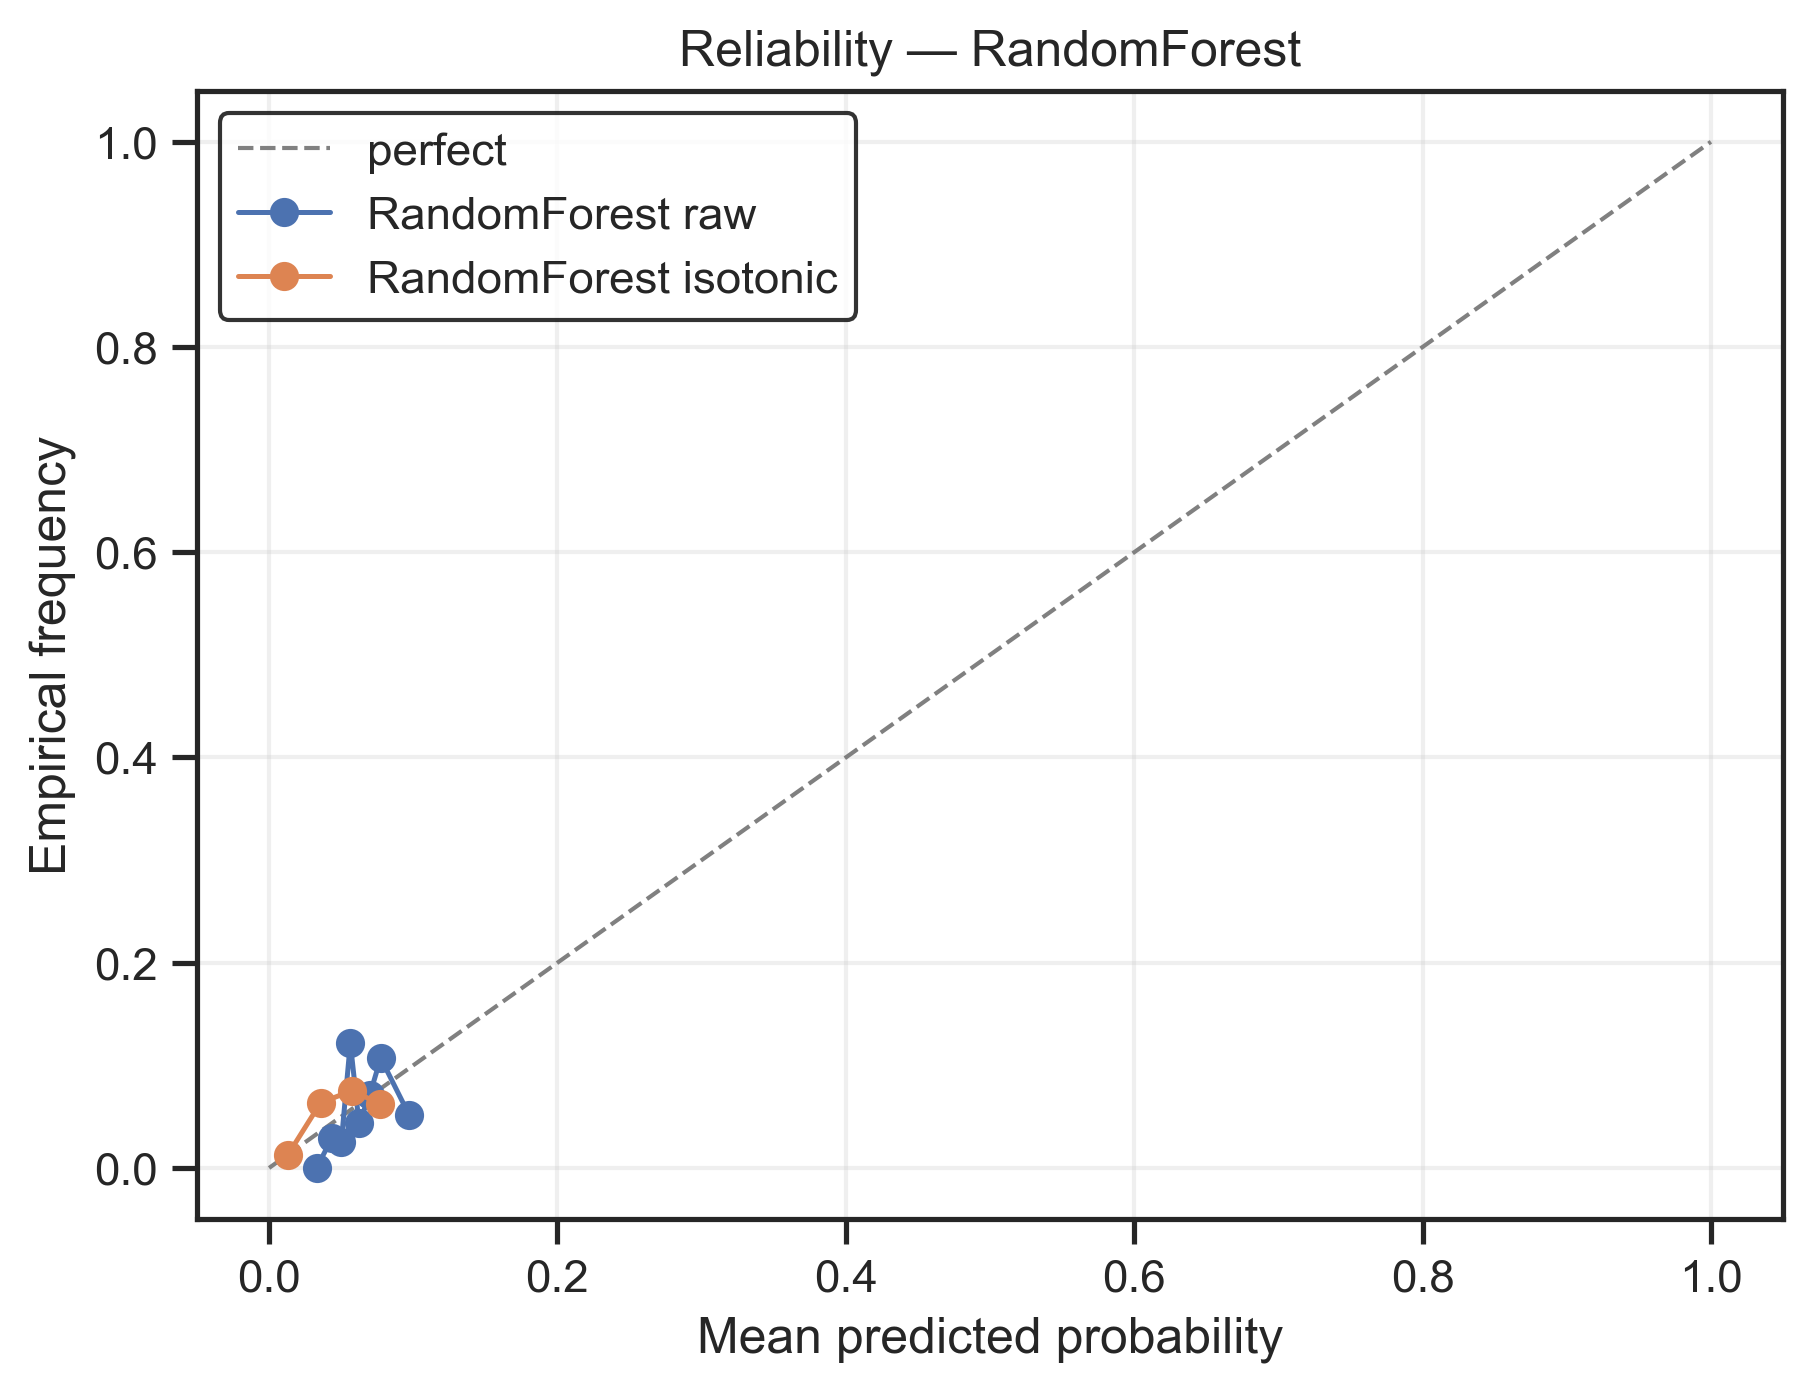 Reliability — RandomForest
perfect
RandomForest raw
RandomForest isotonic
1.0
0.8
0.6
0.4
0.2
0.0
Empirical frequency
0.0 0.2 0.4 0.6 0.8 1.0
Mean predicted probability